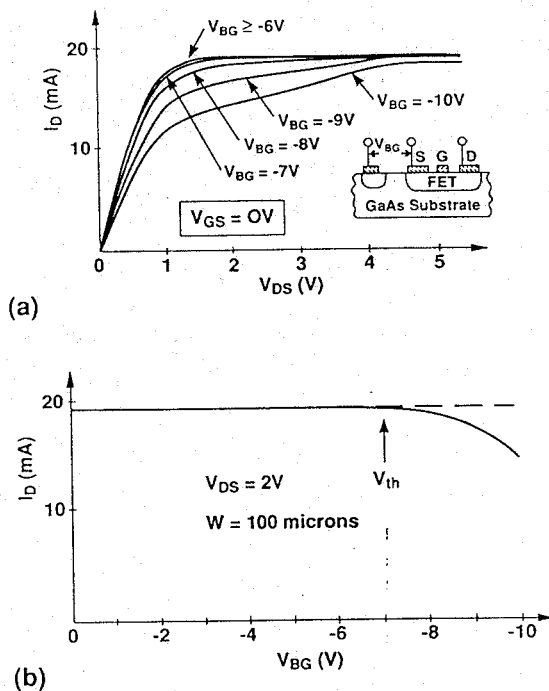 V_BG ≥ -6V
20
I_D (mA)
10
0
V_BG = -10V
V_BG = -9V
V_BG = -8V
V_BG = -7V
V_BG
S G D
FET
GaAs Substrate
V_GS = OV
0 1 2 3 4 5
V_DS (V)
(a)
20
I_D (mA)
10
V_th
V_DS = 2V
W = 100 microns
0 -2 -4 -6 -8 -10
V_BG (V)
(b)